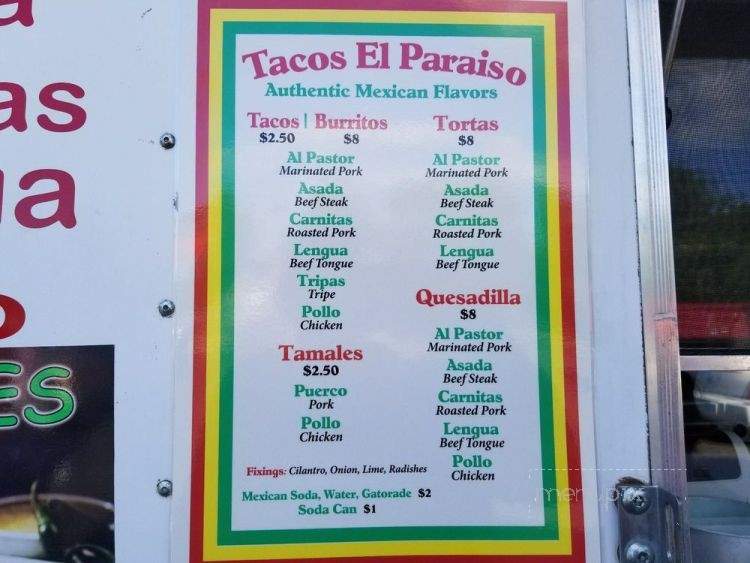 Tacos El Paraiso
Authentic Mexican Flavors
Tacos | Burritos
$2.50 $8
Al Pastor
Marinated Pork
Asada
Beef Steak
Carnitas
Roasted Pork
Lengua
Beef Tongue
Tripas
Tripe
Pollo
Chicken
Tamales
$2.50
Puerco
Pork
Pollo
Chicken
Tortas
$8
Al Pastor
Marinated Pork
Asada
Beef Steak
Carnitas
Roasted Pork
Lengua
Beef Tongue
Quesadilla
$8
Al Pastor
Marinated Pork
Asada
Beef Steak
Carnitas
Roasted Pork
Lengua
Beef Tongue
Pollo
Chicken
Fixings: Cilantro, Onion, Lime, Radishes
Mexican Soda, Water, Gatorade $2
Soda Can $1
a
as
ua
o
ES
menupix